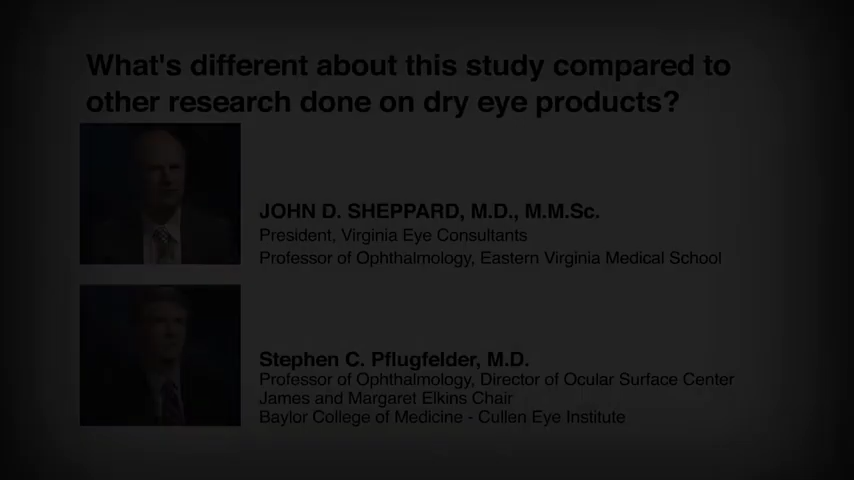 What's different about this study compared to
other research done on dry eye products?
JOHN D. SHEPPARD, M.D., M.M.Sc.
President, Virginia Eye Consultants
Professor of Ophthalmology, Eastern Virginia Medical School
Stephen C. Pflugfelder, M.D.
Professor of Ophthalmology, Director of Ocular Surface Center
James and Margaret Elkins Chair
Baylor College of Medicine - Cullen Eye Institute